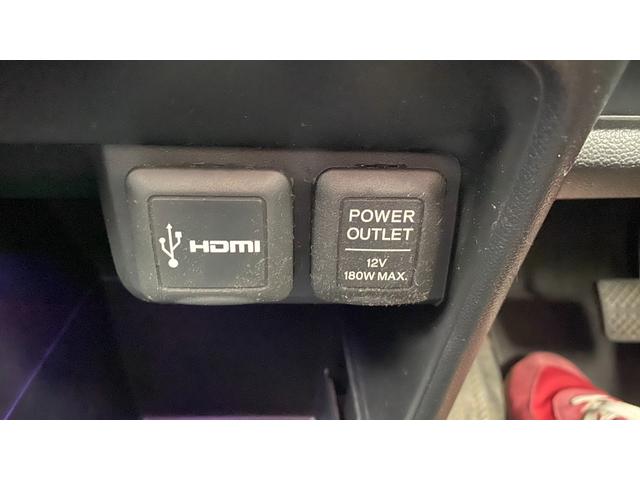 HDMI
POWER
OUTLET
12V
180W MAX.